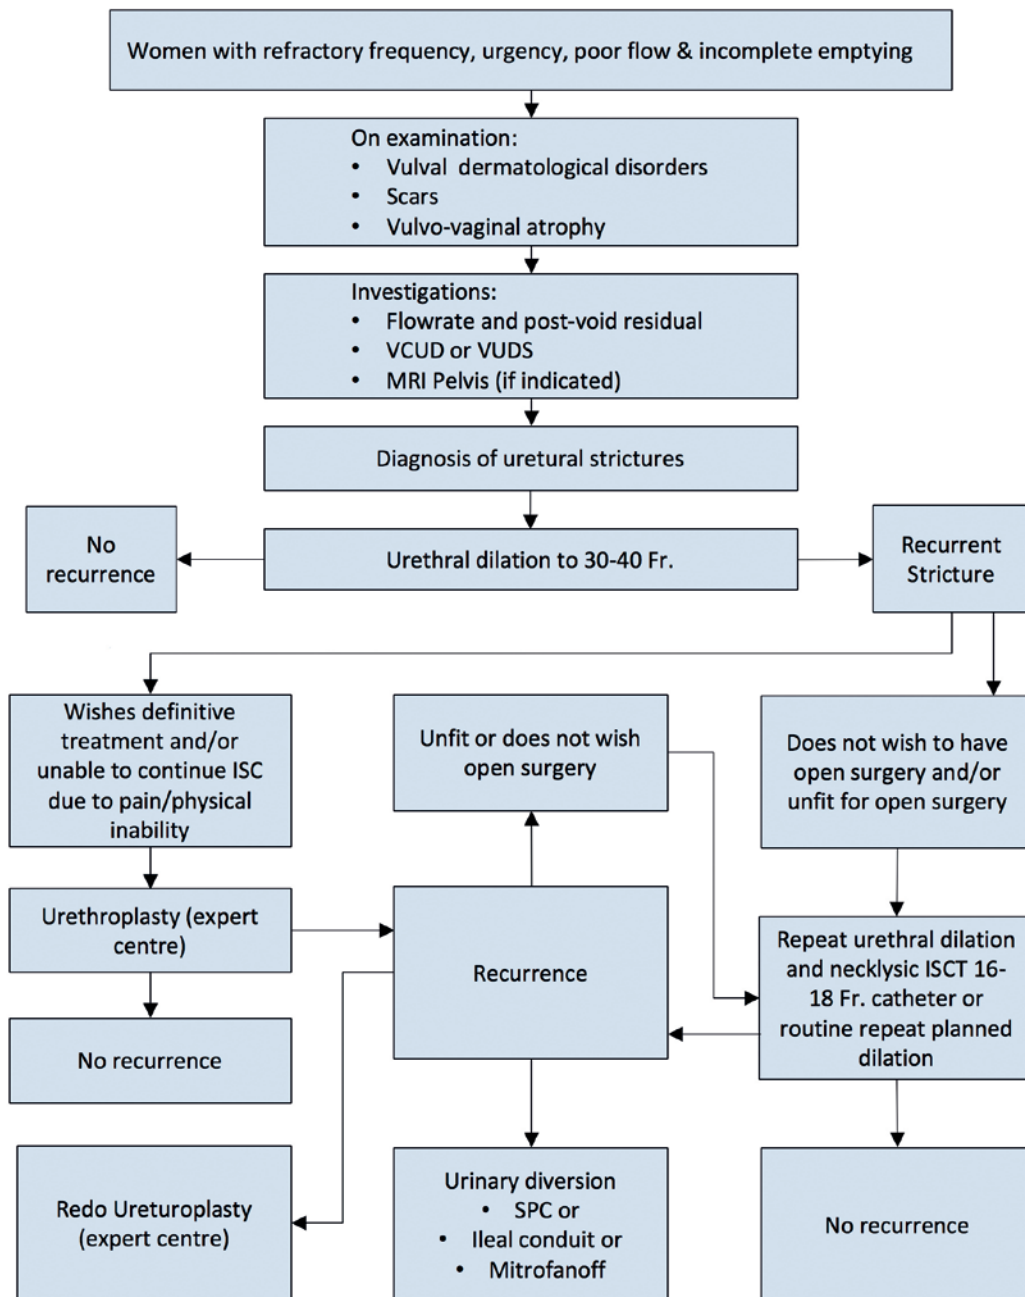 Women with refractory frequency, urgency, poor flow & incomplete emptying
On examination:
• Vulval dermatological disorders
• Scars
• Vulvo-vaginal atrophy
Investigations:
• Flowrate and post-void residual
• VCUD or VUDS
• MRI Pelvis (if indicated)
Diagnosis of uretural strictures
No
recurrence
Urethral dilation to 30-40 Fr.
Recurrent
Stricture
Wishes definitive
treatment and/or
unable to continue ISC
due to pain/physical
inability
Unfit or does not wish
open surgery
Does not wish to have
open surgery and/or
unfit for open surgery
Urethroplasty (expert
centre)
Recurrence
Repeat urethral dilation
and necklysic ISCT 16-
18 Fr. catheter or
routine repeat planned
dilation
No recurrence
Redo Ureturoplasty
(expert centre)
Urinary diversion
• SPC or
• Ileal conduit or
• Mitrofanoff
No recurrence